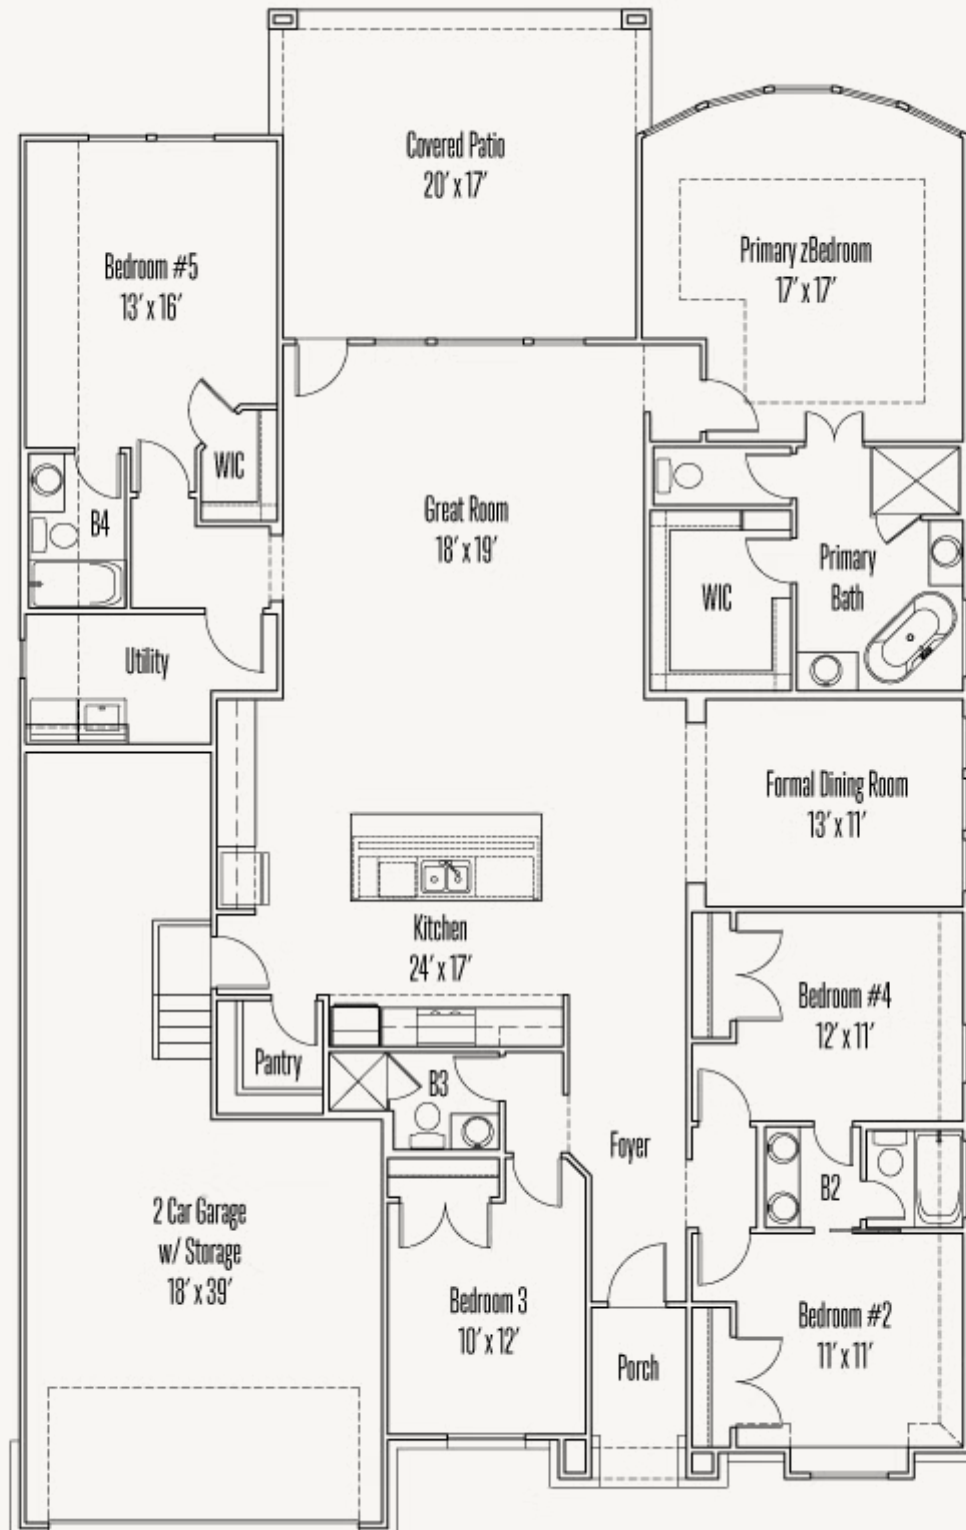 Covered Patio
20' x 17'
Primary zBedroom
17' x 17'
Bedroom #5
13' x 16'
WIC
B4
Great Room
18' x 19'
Primary
Bath
WIC
Utility
Formal Dining Room
13' x 11'
Kitchen
24' x 17'
Bedroom #4
12' x 11'
Pantry
B3
Foyer
B2
2 Car Garage
w/ Storage
18' x 39'
Bedroom 3
10' x 12'
Porch
Bedroom #2
11' x 11'